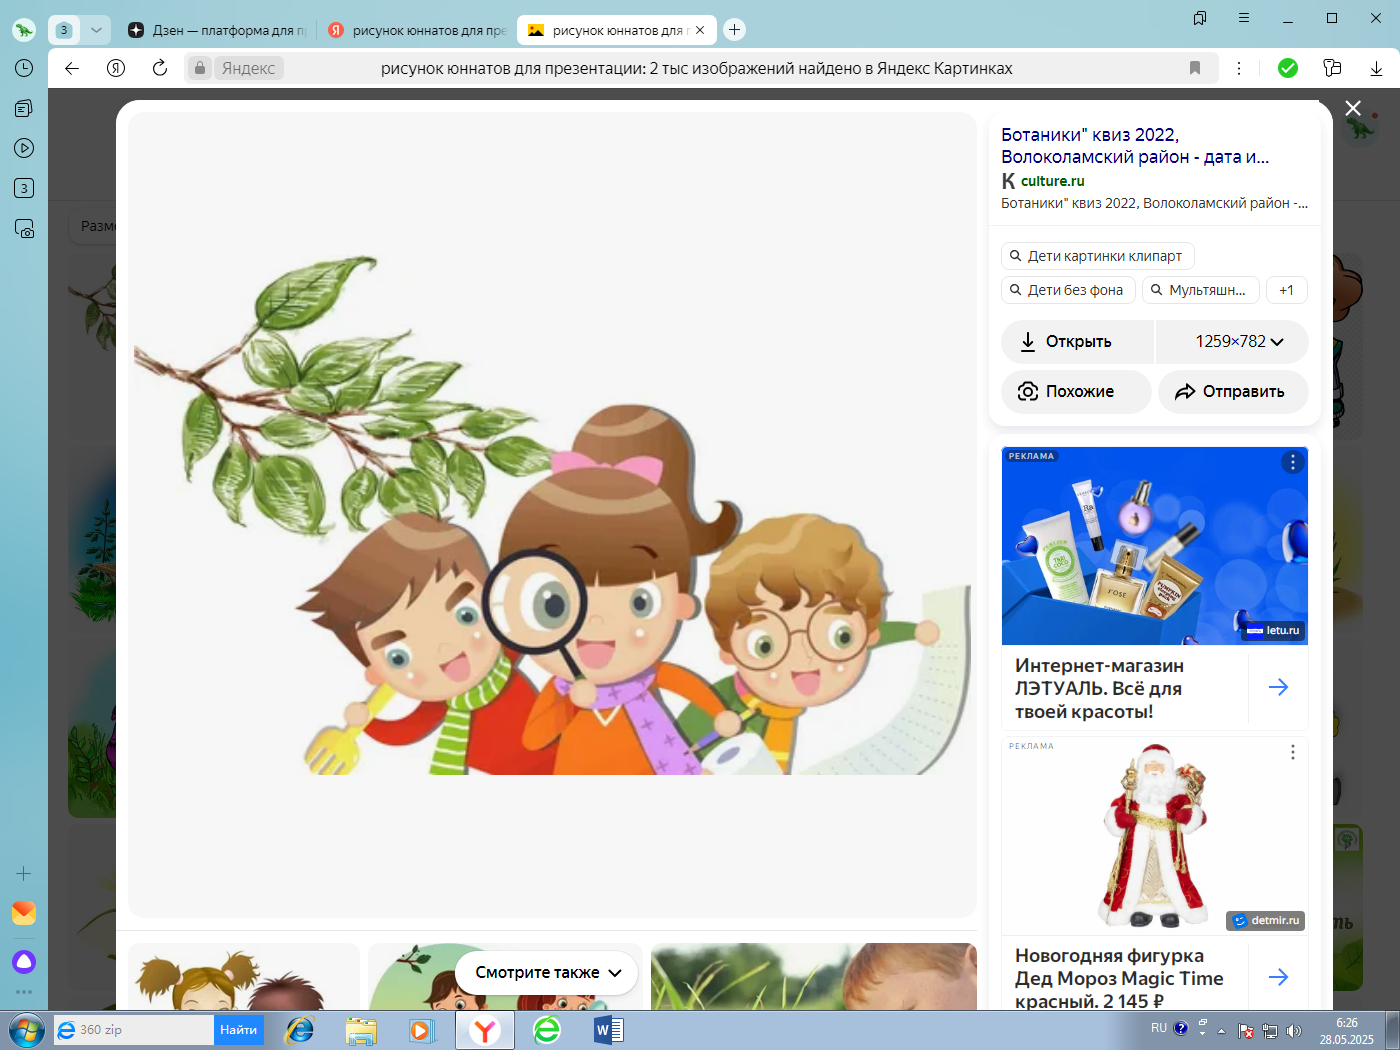 3
Дзен — платформа для п
рисунок юннатов для пре
рисунок юннатов для г
Яндекс
рисунок юннатов для презентации: 2 тыс изображений найдено в Яндекс Картинках
3
Разм
Ботаники" квиз 2022,
Волоколамский район - дата и...
K culture.ru
Ботаники" квиз 2022, Волоколамский район -...
Дети картинки клипарт
Дети без фона
Мультяшн...
+1
Открыть
1259×782
Похожие
Отправить
РЕКЛАМА
letu.ru
Интернет-магазин
ЛЭТУАЛЬ. Всё для
твоей красоты!
РЕКЛАМА
detmir.ru
Новогодняя фигурка
Дед Мороз Magic Time
красный. 2 145 ₽
Смотрите также
360 zip
Найти
RU
6:26
28.05.2025